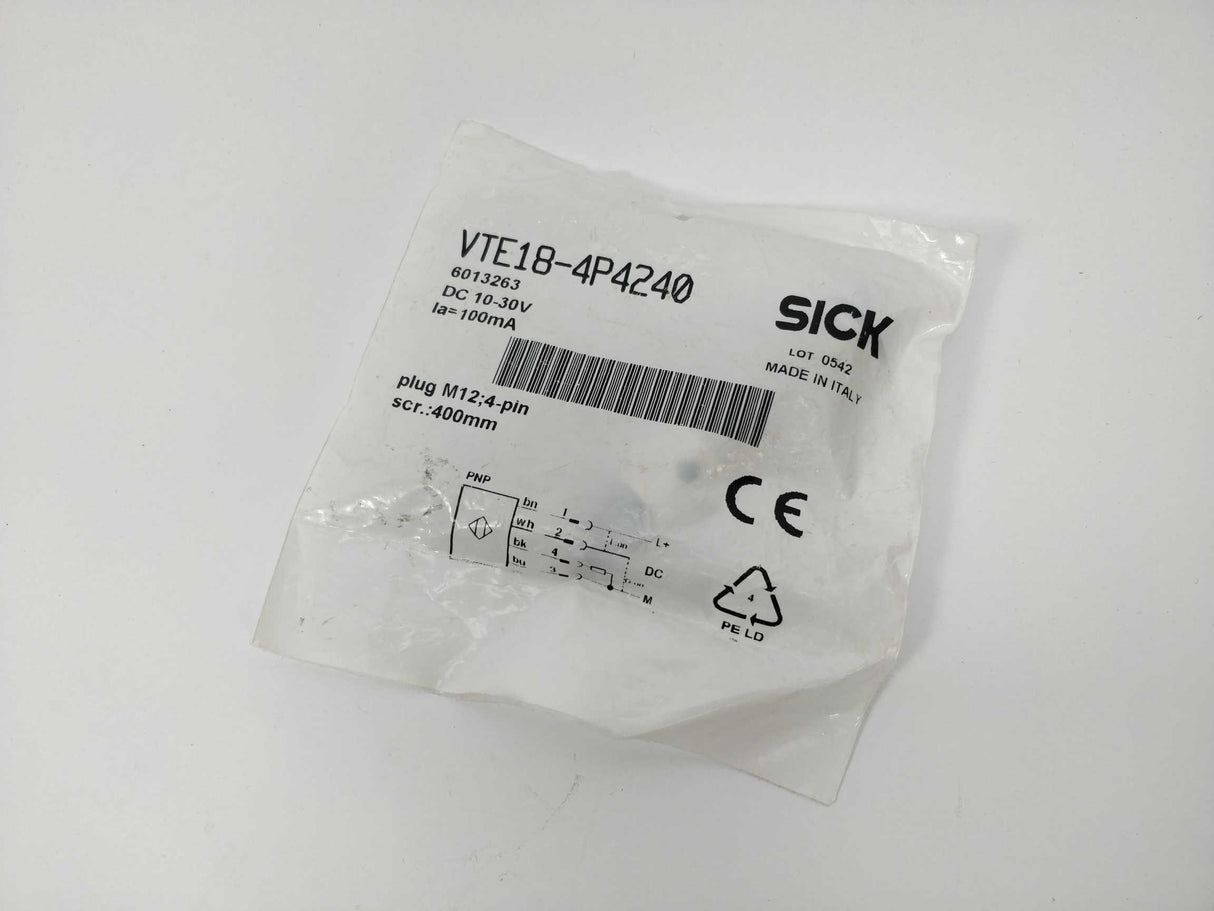 VTE18-4P4240
6013263
DC 10-30V
Ia=100mA
SICK
LOT 0542
MADE IN ITALY
plug M12;4-pin
scr.:400mm
CE
PNP
bn 1
L+
wh 2
bk 4
DC
bu 3
M
4
PE LD